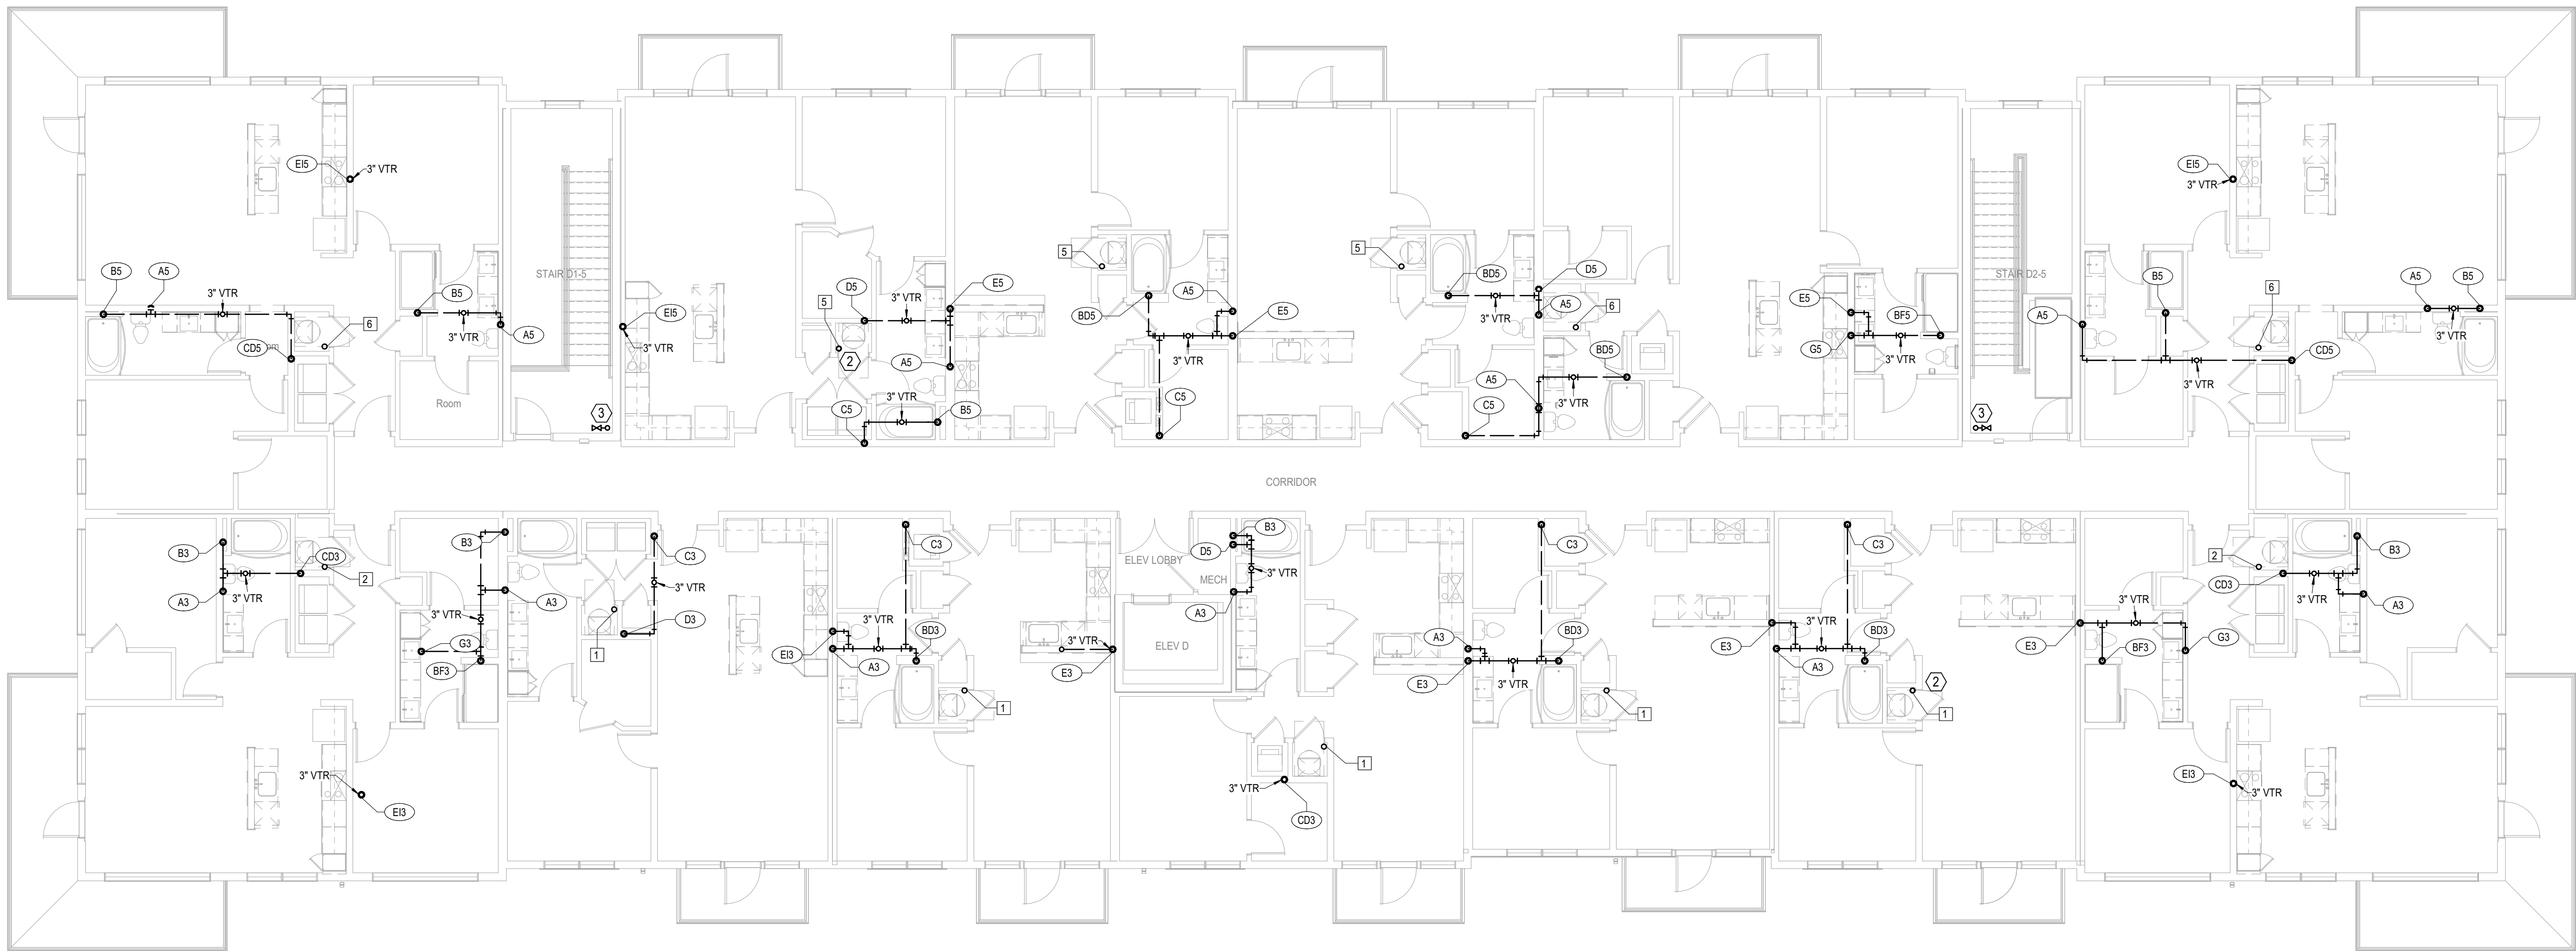 EI5
3" VTR
EI5
3" VTR
5
5
STAIR D1-5
STAIR D2-5
B5
A5
3" VTR
B5
3" VTR
A5
6
CD5
Room
EI5
3" VTR
D5
3" VTR
E5
5
2
A5
3" VTR
C5
B5
3
BD5
A5
E5
3" VTR
C5
BD5
3" VTR
D5
A5
6
BD5
A5
3" VTR
C5
E5
BF5
G5
3" VTR
3
A5
B5
6
CD5
3" VTR
A5
B5
3" VTR
CORRIDOR
B3
CD3
2
A3
3" VTR
B3
A3
3" VTR
G3
BF3
C3
3" VTR
D3
1
C3
3" VTR
EI3
A3
BD3
1
ELEV LOBBY
MECH
B3
D5
3" VTR
A3
ELEV D
3" VTR
E3
1
3" VTR
CD3
C3
A3
E3
BD3
3" VTR
1
C3
3" VTR
E3
A3
BD3
2
1
3" VTR
E3
BF3
G3
2
CD3
3" VTR
B3
A3
3" VTR
EI3
EI3
3" VTR